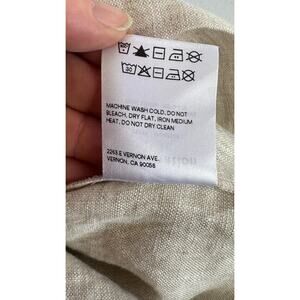 30
MACHINE WASH COLD, DO NOT
BLEACH, DRY FLAT, IRON MEDIUM
HEAT, DO NOT DRY CLEAN
2263 E VERNON AVE.
VERNON, CA 90058